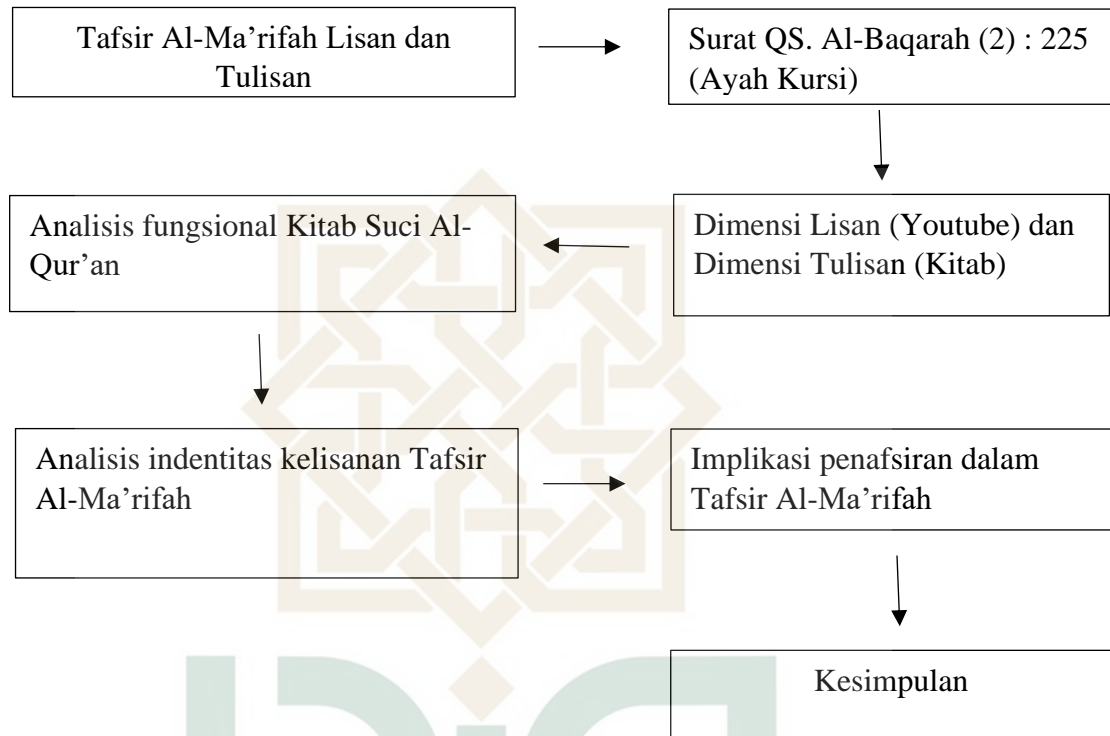 Tafsir Al-Ma’rifah Lisan dan
Tulisan
Surat QS. Al-Baqarah (2) : 225
(Ayah Kursi)
Dimensi Lisan (Youtube) dan
Dimensi Tulisan (Kitab)
Analisis fungsional Kitab Suci Al-
Qur’an
Analisis indentitas kelisanan Tafsir
Al-Ma’rifah
Implikasi penafsiran dalam
Tafsir Al-Ma’rifah
Kesimpulan